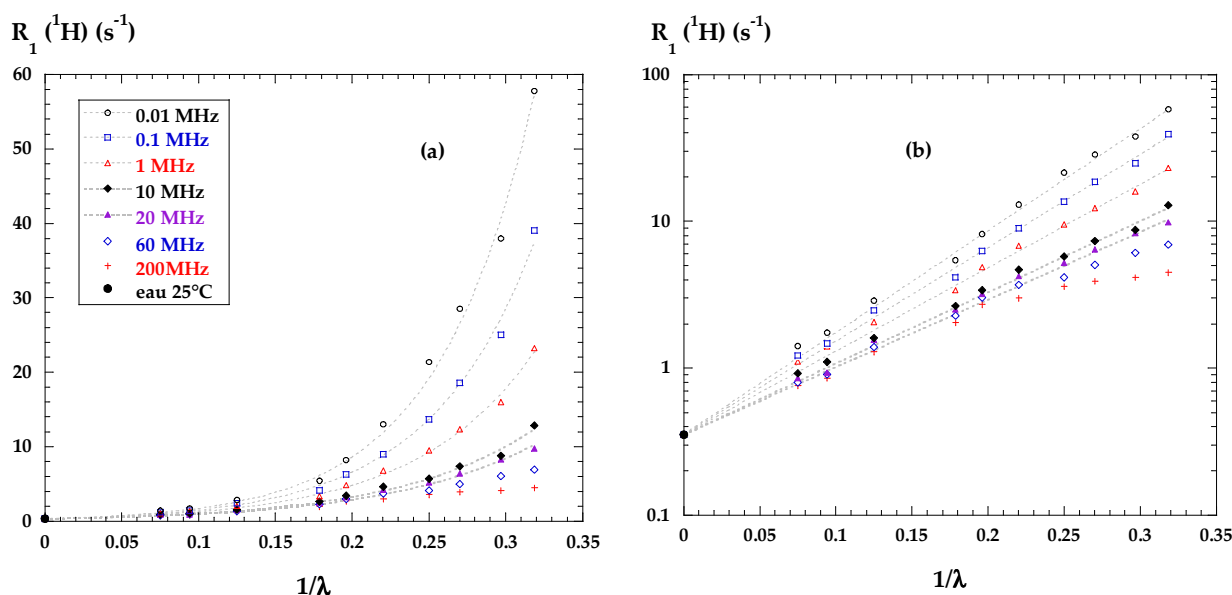 R₁ (¹H) (s⁻¹)
60
50
40
30
20
10
0
0.01 MHz
0.1 MHz
1 MHz
10 MHz
20 MHz
60 MHz
200MHz
eau 25°C
(a)
0 0.05 0.1 0.15 0.2 0.25 0.3 0.35
1/λ
R₁ (¹H) (s⁻¹)
100
10
1
0.1
(b)
0 0.05 0.1 0.15 0.2 0.25 0.3 0.35
1/λ